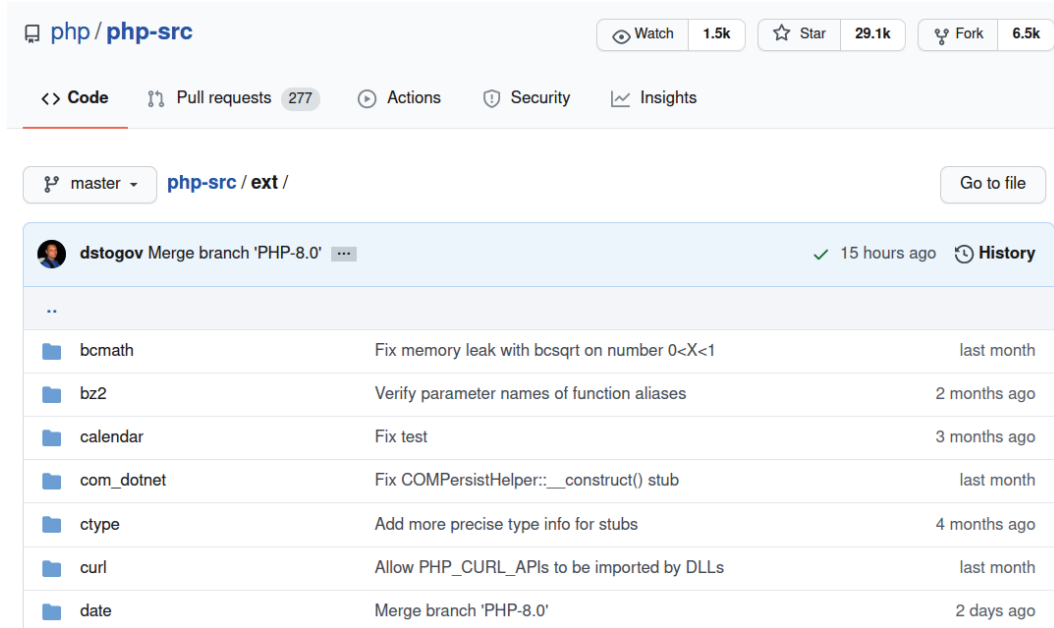 php / php-src
Watch 1.5k
Star 29.1k
Fork 6.5k
<> Code
Pull requests 277
Actions
Security
Insights
master
php-src / ext /
Go to file
dstogov Merge branch 'PHP-8.0' ...
15 hours ago
History
..
bcmath Fix memory leak with bcsqrt on number 0<X<1 last month
bz2 Verify parameter names of function aliases 2 months ago
calendar Fix test 3 months ago
com_dotnet Fix COMPersistHelper::__construct() stub last month
ctype Add more precise type info for stubs 4 months ago
curl Allow PHP_CURL_APIs to be imported by DLLs last month
date Merge branch 'PHP-8.0' 2 days ago